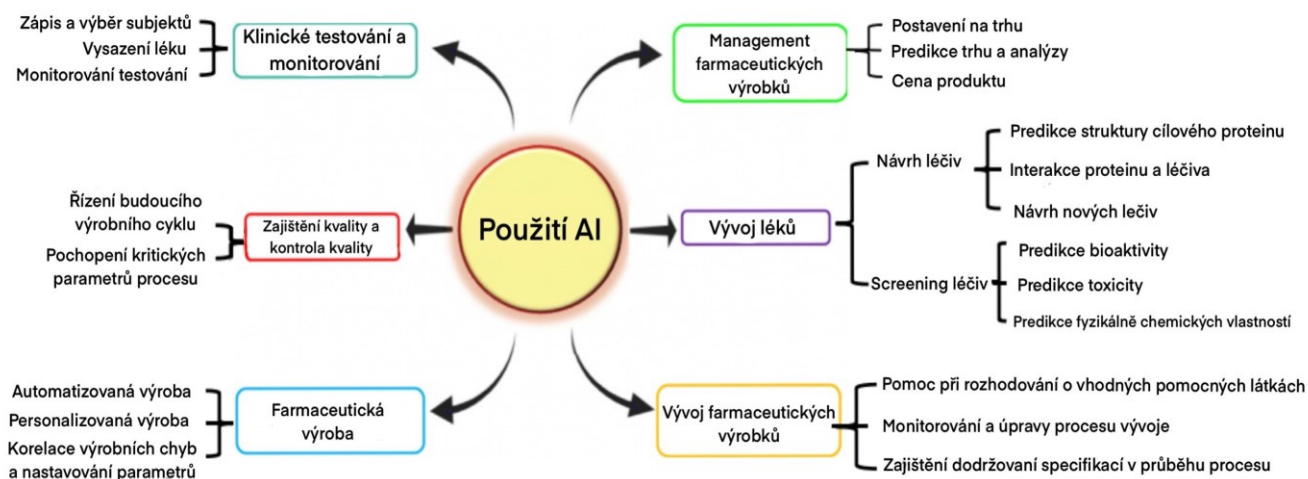 Zápis a výběr subjektů
Vysazení léku
Monitorování testování
Klinické testování a
monitorování
Management
farmaceutických
výrobků
Postavení na trhu
Predikce trhu a analýzy
Cena produktu
Řízení budoucího
výrobního cyklu
Pochopení kritických
parametrů procesu
Zajištění kvality a
kontrola kvality
Použití AI
Vývoj léků
Návrh léčiv
Predikce struktury cílového proteinu
Interakce proteinu a léčiva
Návrh nových lečiv
Screening léčiv
Predikce bioaktivity
Predikce toxicity
Predikce fyzikálně chemických vlastností
Automatizovaná výroba
Personalizovaná výroba
Korelace výrobních chyb
a nastavování parametrů
Farmaceutická
výroba
Vývoj farmaceutických
výrobků
Pomoc při rozhodování o vhodných pomocných látkách
Monitorování a úpravy procesu vývoje
Zajištění dodržovaní specifikací v průběhu procesu